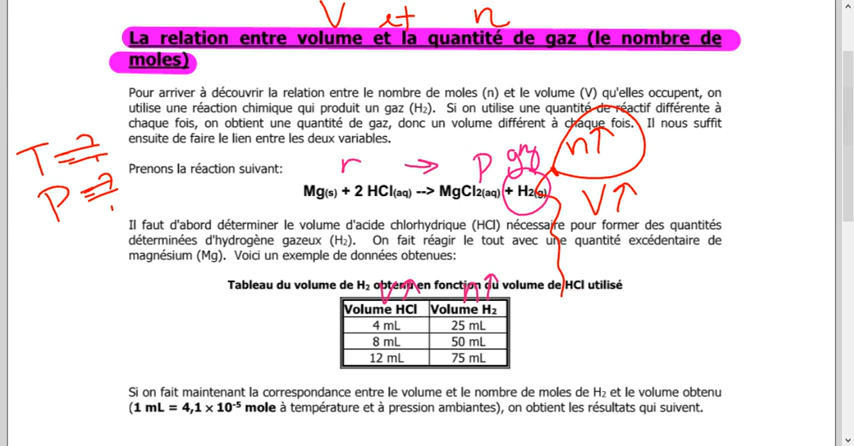 V et n
La relation entre volume et la quantité de gaz (le nombre de
moles)
Pour arriver à découvrir la relation entre le nombre de moles (n) et le volume (V) qu'elles occupent, on
utilise une réaction chimique qui produit un gaz (H₂). Si on utilise une quantité de réactif différente à
chaque fois, on obtient une quantité de gaz, donc un volume différent à chaque fois. Il nous suffit
ensuite de faire le lien entre les deux variables.
n↑
T = ?
P = ?
Prenons la réaction suivant:
r → P gaz
Mg(s) + 2 HCl(aq) --> MgCl2(aq) + H2(g)
V↑
Il faut d'abord déterminer le volume d'acide chlorhydrique (HCl) nécessaire pour former des quantités
déterminées d'hydrogène gazeux (H₂). On fait réagir le tout avec une quantité excédentaire de
magnésium (Mg). Voici un exemple de données obtenues:
Tableau du volume de H₂ obtenu en fonction du volume de HCl utilisé
V↑ n↑
Volume HCl Volume H₂
4 mL 25 mL
8 mL 50 mL
12 mL 75 mL
Si on fait maintenant la correspondance entre le volume et le nombre de moles de H₂ et le volume obtenu
(1 mL = 4,1 x 10⁻⁵ mole à température et à pression ambiantes), on obtient les résultats qui suivent.